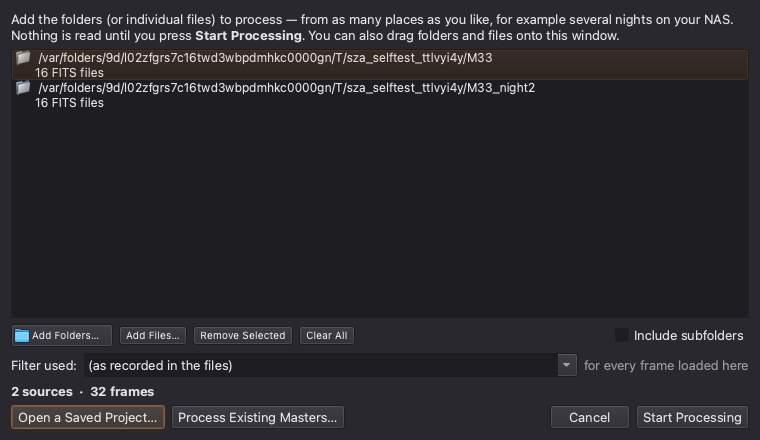 Add the folders (or individual files) to process — from as many places as you like, for example several nights on your NAS.
Nothing is read until you press Start Processing. You can also drag folders and files onto this window.
/var/folders/9d/l02zfgrs7c16twd3wbpdmhkc0000gn/T/sza_selftest_ttlvyi4y/M33
16 FITS files
/var/folders/9d/l02zfgrs7c16twd3wbpdmhkc0000gn/T/sza_selftest_ttlvyi4y/M33_night2
16 FITS files
Add Folders... Add Files... Remove Selected Clear All Include subfolders
Filter used: (as recorded in the files) for every frame loaded here
2 sources · 32 frames
Open a Saved Project... Process Existing Masters... Cancel Start Processing